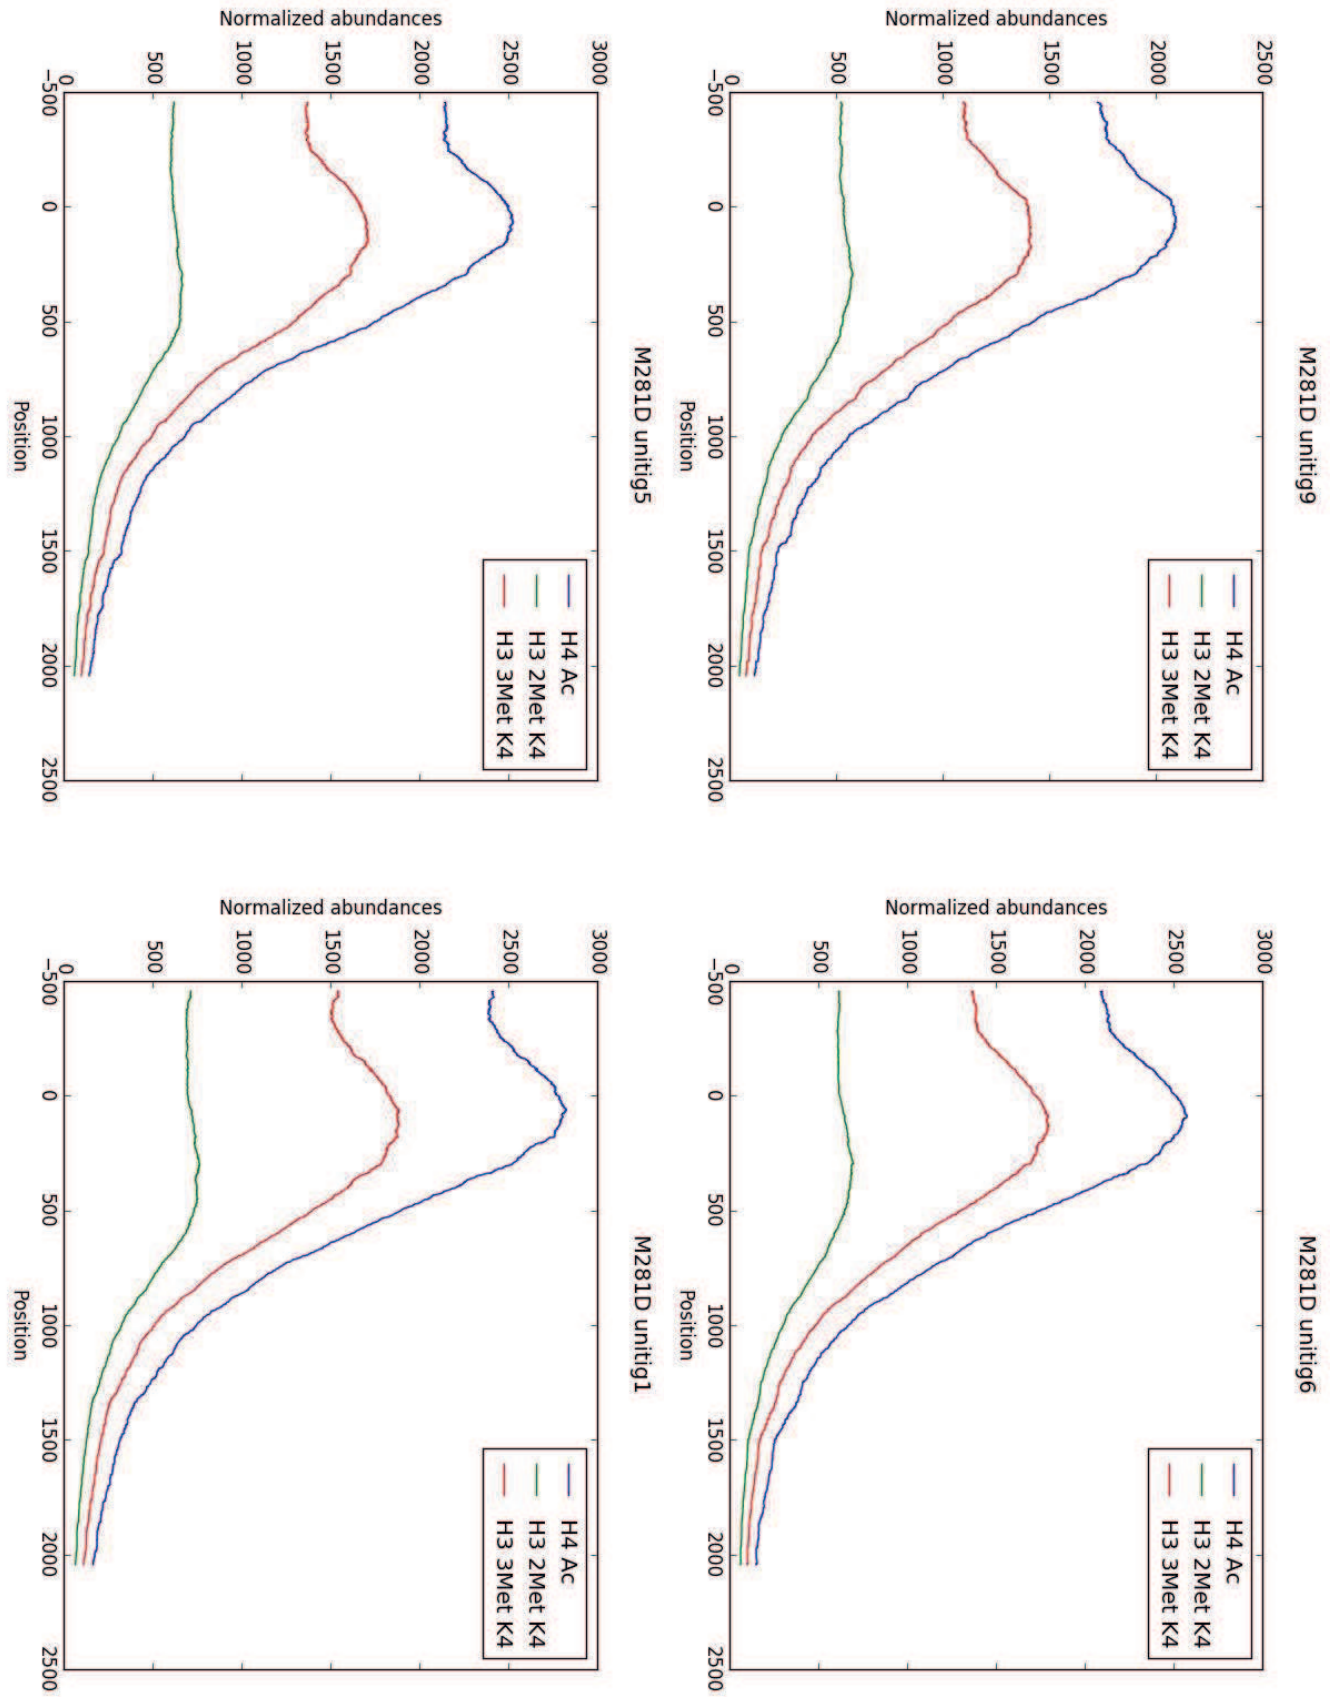 M281D unitig9
Normalized abundances
2500
2000
1500
1000
500
0
H4 Ac
H3 2Met K4
H3 3Met K4
−500 0 500 1000 1500 2000 2500
Position
M281D unitig6
Normalized abundances
3000
2500
2000
1500
1000
500
0
H4 Ac
H3 2Met K4
H3 3Met K4
−500 0 500 1000 1500 2000 2500
Position
M281D unitig5
Normalized abundances
3000
2500
2000
1500
1000
500
0
H4 Ac
H3 2Met K4
H3 3Met K4
−500 0 500 1000 1500 2000 2500
Position
M281D unitig1
Normalized abundances
3000
2500
2000
1500
1000
500
0
H4 Ac
H3 2Met K4
H3 3Met K4
−500 0 500 1000 1500 2000 2500
Position